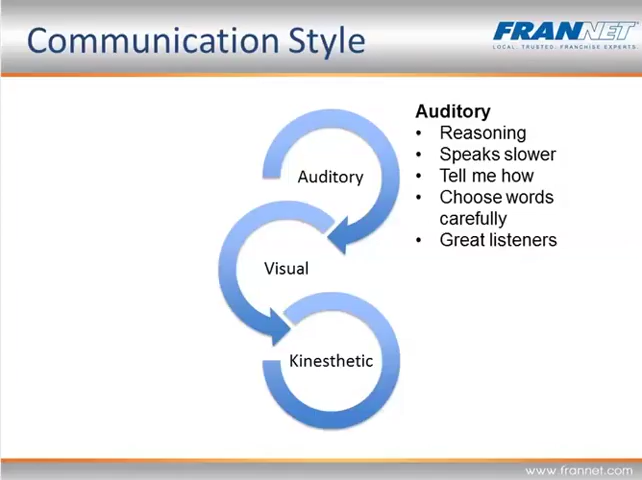 Communication Style
FRANNET
LOCAL. TRUSTED. FRANCHISE EXPERTS.
Auditory
• Reasoning
• Speaks slower
• Tell me how
• Choose words
carefully
• Great listeners
Auditory
Visual
Kinesthetic
www.frannet.com